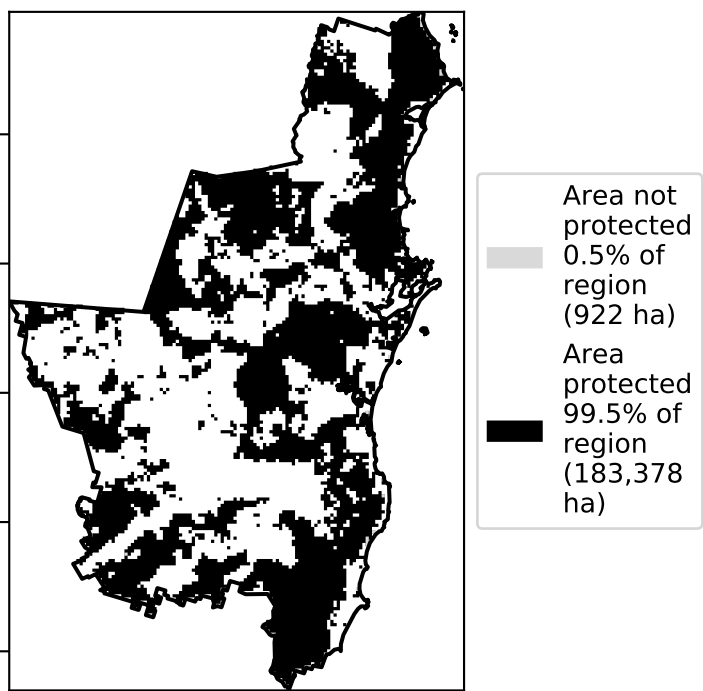 Area not
protected
0.5% of
region
(922 ha)
Area
protected
99.5% of
region
(183,378
ha)